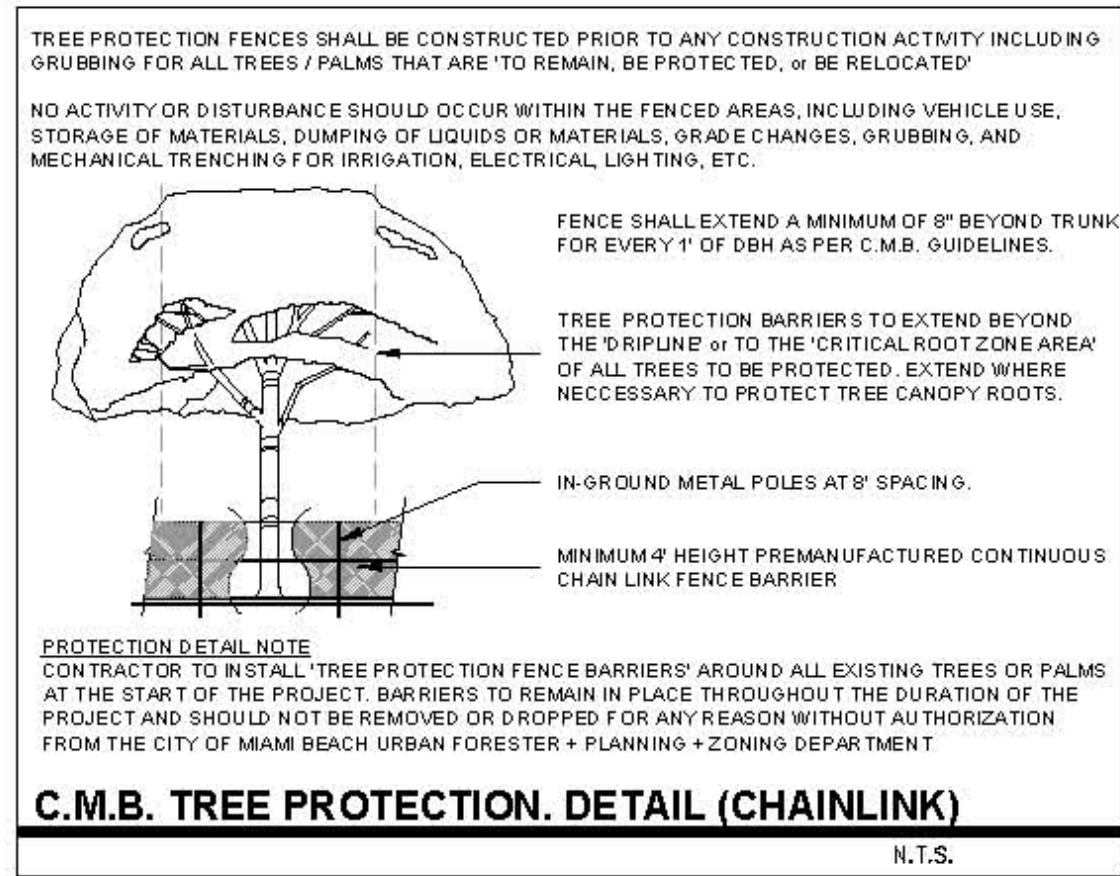 TREE PROTECTION FENCES SHALL BE CONSTRUCTED PRIOR TO ANY CONSTRUCTION ACTIVITY INCLUDING
GRUBBING FOR ALL TREES / PALMS THAT ARE 'TO REMAIN, BE PROTECTED, or BE RELOCATED'
NO ACTIVITY OR DISTURBANCE SHOULD OCCUR WITHIN THE FENCED AREAS, INCLUDING VEHICLE USE,
STORAGE OF MATERIALS, DUMPING OF LIQUIDS OR MATERIALS, GRADE CHANGES, GRUBBING, AND
MECHANICAL TRENCHING FOR IRRIGATION, ELECTRICAL, LIGHTING, ETC.
FENCE SHALL EXTEND A MINIMUM OF 8" BEYOND TRUNK
FOR EVERY 1' OF DBH AS PER C.M.B. GUIDELINES.
TREE PROTECTION BARRIERS TO EXTEND BEYOND
THE 'DRIPLINE' or TO THE 'CRITICAL ROOT ZONE AREA'
OF ALL TREES TO BE PROTECTED. EXTEND WHERE
NECCESSARY TO PROTECT TREE CANOPY ROOTS.
IN-GROUND METAL POLES AT 8' SPACING.
MINIMUM 4' HEIGHT PREMANUFACTURED CONTINUOUS
CHAIN LINK FENCE BARRIER
PROTECTION DETAIL NOTE
CONTRACTOR TO INSTALL 'TREE PROTECTION FENCE BARRIERS' AROUND ALL EXISTING TREES OR PALMS
AT THE START OF THE PROJECT. BARRIERS TO REMAIN IN PLACE THROUGHOUT THE DURATION OF THE
PROJECT AND SHOULD NOT BE REMOVED OR DROPPED FOR ANY REASON WITHOUT AUTHORIZATION
FROM THE CITY OF MIAMI BEACH URBAN FORESTER + PLANNING + ZONING DEPARTMENT
C.M.B. TREE PROTECTION. DETAIL (CHAINLINK)
N.T.S.